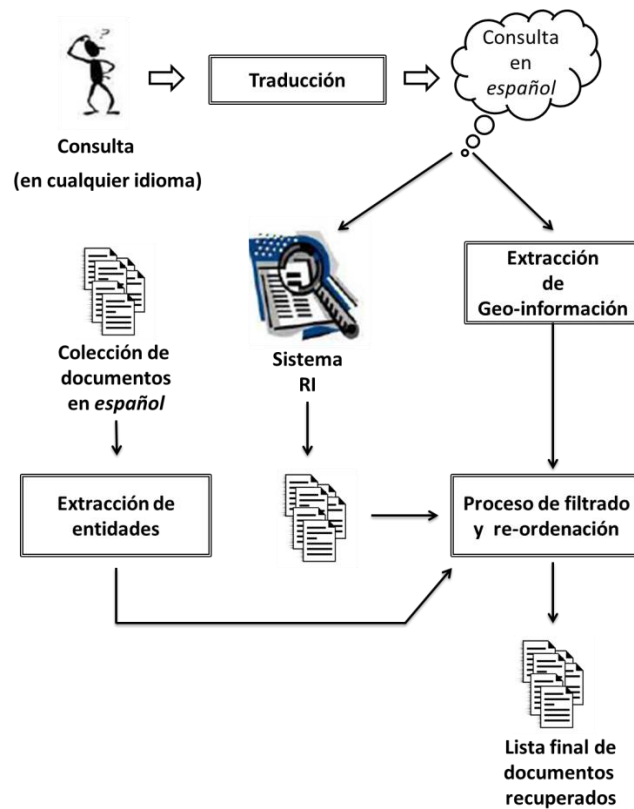 Traducción
Consulta
en
español
Consulta
(en cualquier idioma)
Extracción
de
Geo-información
Colección de
documentos
en español
Sistema
RI
Extracción de
entidades
Proceso de filtrado
y re-ordenación
Lista final de
documentos
recuperados